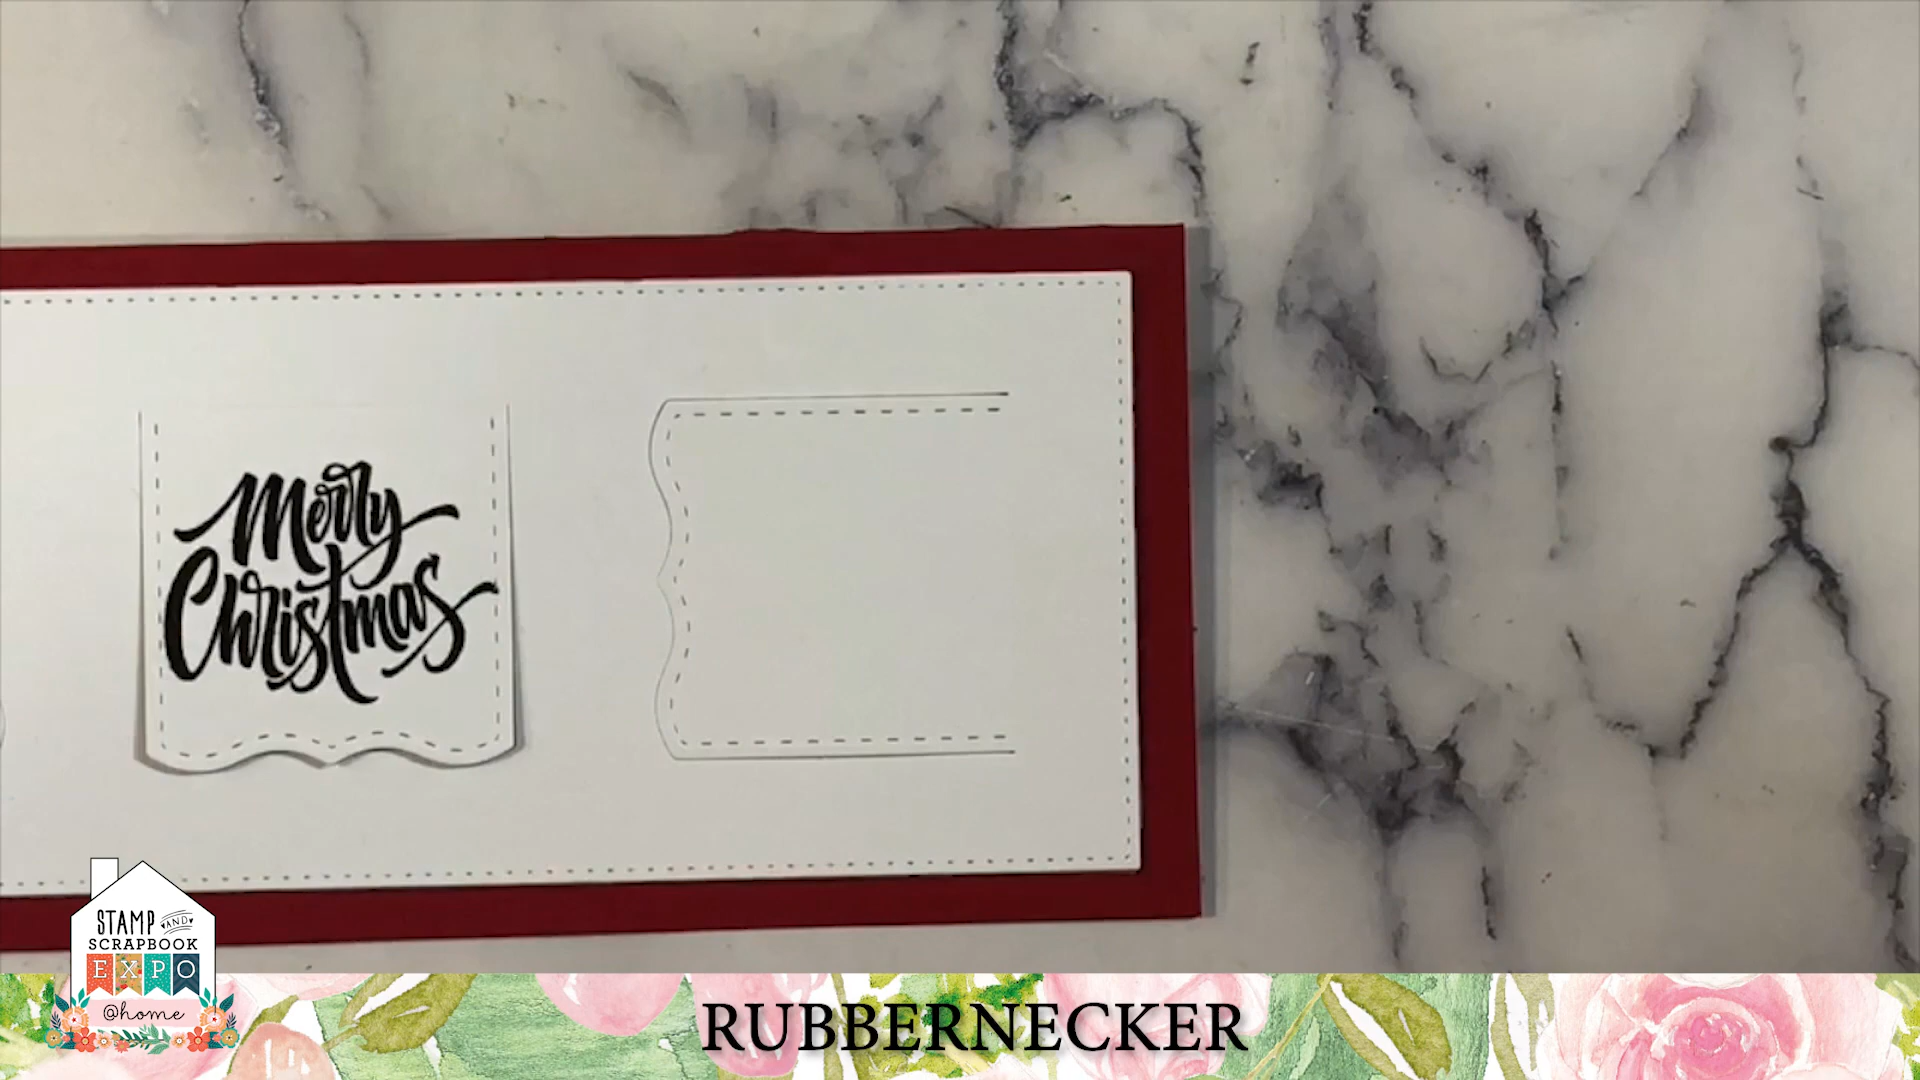 Merry
Christmas
STAMP AND
SCRAPBOOK
EXPO
@home
RUBBERNECKER